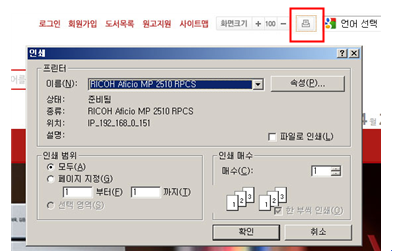 로그인 회원가입 도서목록 원고지원 사이트맵 화면크기 + 100 - 언어 선택
인쇄
프린터
이름(N): RICOH Aficio MP 2510 RPCS 속성(P)...
상태: 준비됨
종류: RICOH Aficio MP 2510 RPCS
위치: IP_192_168_0_151
설명: 파일로 인쇄(L)
인쇄 범위 인쇄 매수
모두(A) 매수(C): 1
페이지 지정(G)
1 부터(F) 1 까지(T)
선택 영역(S)
1 2 3 1 2 3
한 부씩 인쇄(O)
확인 취소